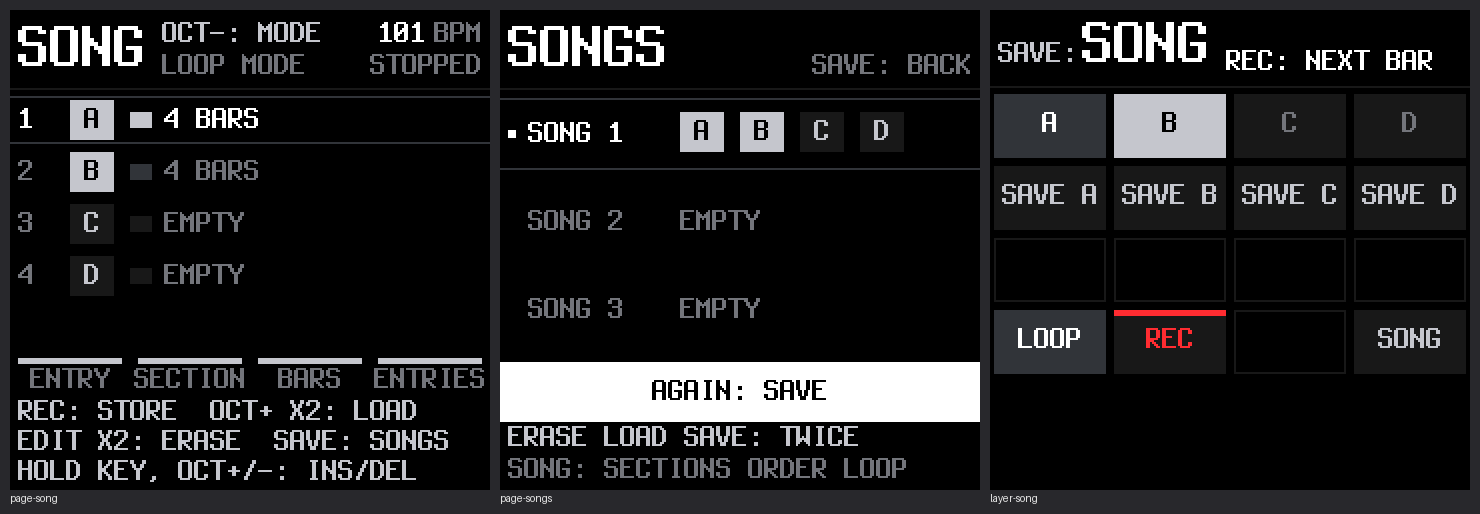 SONG OCT-: MODE 101 BPM
LOOP MODE STOPPED
1 A 4 BARS
2 B 4 BARS
3 C EMPTY
4 D EMPTY
ENTRY SECTION BARS ENTRIES
REC: STORE OCT+ X2: LOAD
EDIT X2: ERASE SAVE: SONGS
HOLD KEY, OCT+/-: INS/DEL
page-song
SONGS
SAVE: BACK
SONG 1 A B C D
SONG 2 EMPTY
SONG 3 EMPTY
AGAIN: SAVE
ERASE LOAD SAVE: TWICE
SONG: SECTIONS ORDER LOOP
page-songs
SAVE: SONG REC: NEXT BAR
A B C D
SAVE A SAVE B SAVE C SAVE D
LOOP REC SONG
layer-song